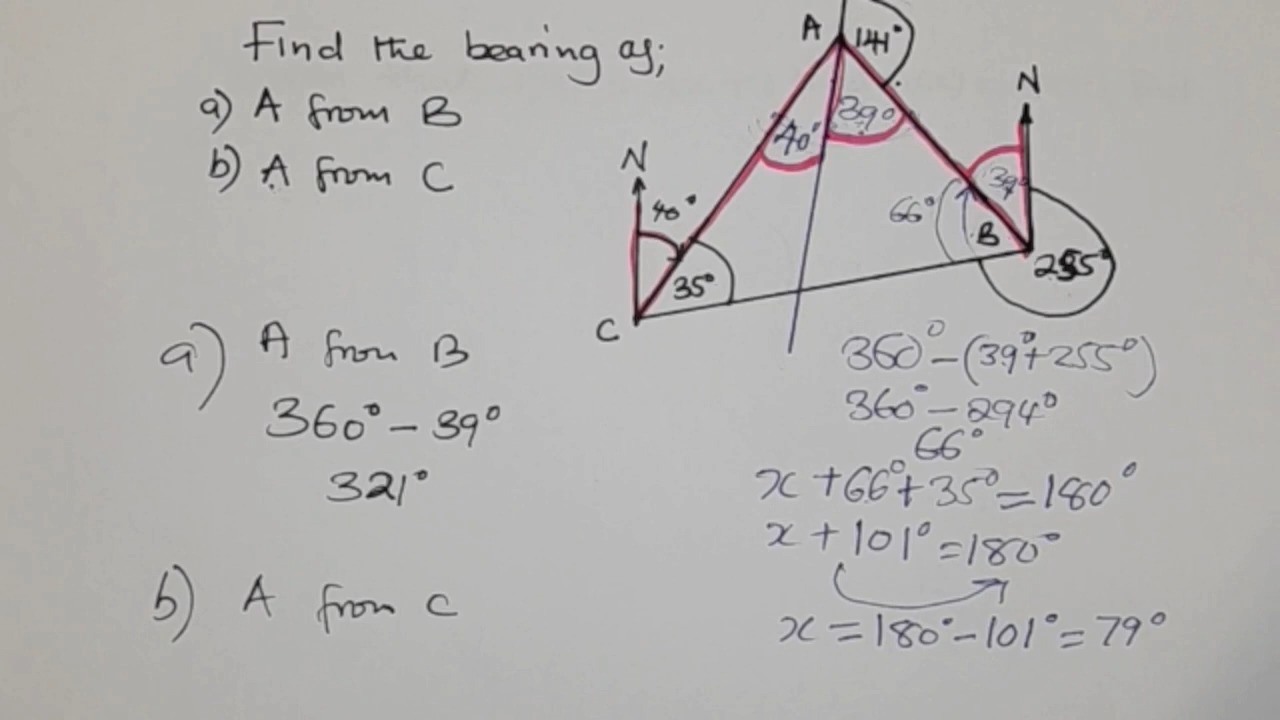 Find the bearing of;
a) A from B
b) A from C
A 141°
N
40° 39°
N
40°
39°
66°
B
35°
255°
C
a) A from B
360° - 39°
321°
b) A from C
360° - (39° + 255°)
360° - 294°
66°
x + 66° + 35° = 180°
x + 101° = 180°
x = 180° - 101° = 79°